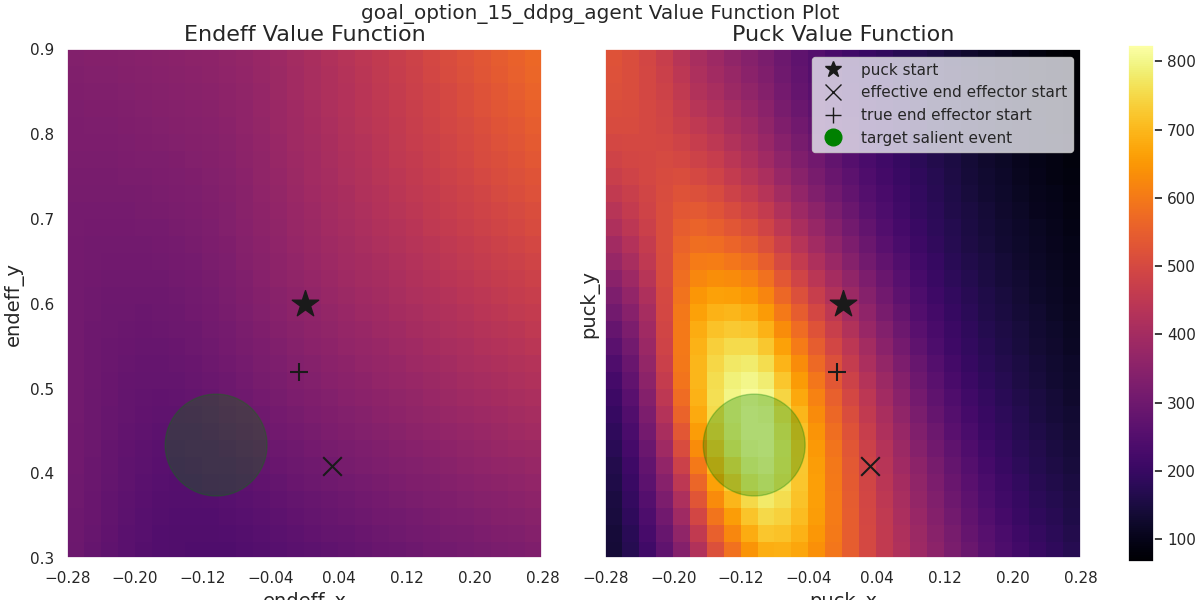 goal_option_15_ddpg_agent Value Function Plot
Endeff Value Function
Puck Value Function
0.9
0.8
0.7
0.6
0.5
0.4
0.3
endeff_y
−0.28 −0.20 −0.12 −0.04 0.04 0.12 0.20 0.28
endeff_x
puck_y
puck start
effective end effector start
true end effector start
target salient event
−0.28 −0.20 −0.12 −0.04 0.04 0.12 0.20 0.28
puck_x
800
700
600
500
400
300
200
100